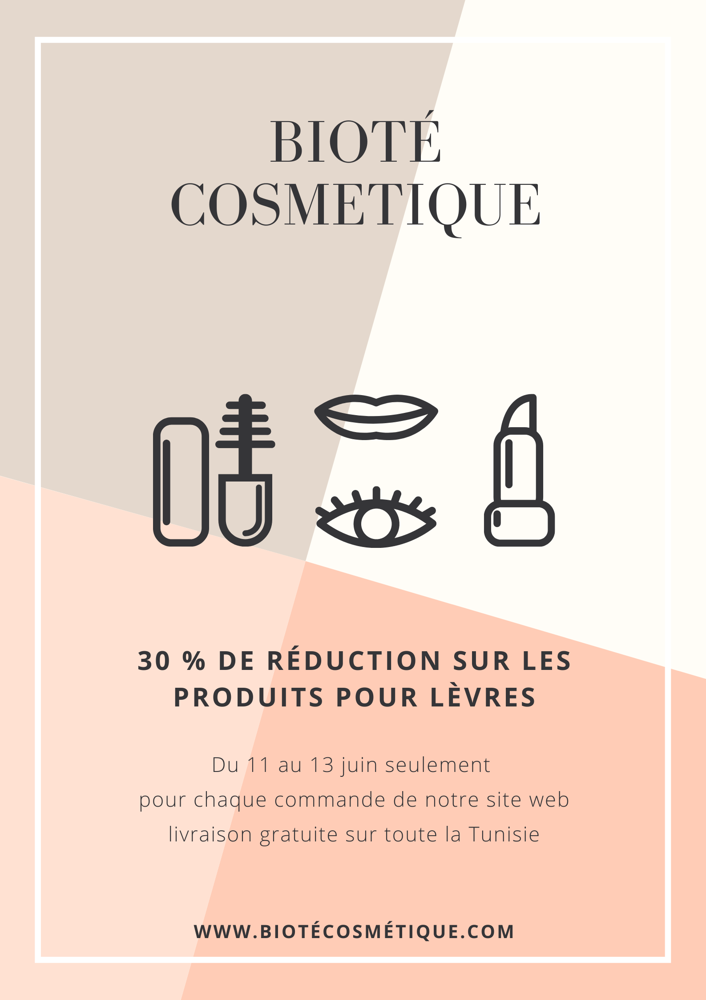 BIOTÉ
COSMETIQUE
30 % DE RÉDUCTION SUR LES
PRODUITS POUR LÈVRES
Du 11 au 13 juin seulement
pour chaque commande de notre site web
livraison gratuite sur toute la Tunisie
WWW.BIOTÉCOSMÉTIQUE.COM